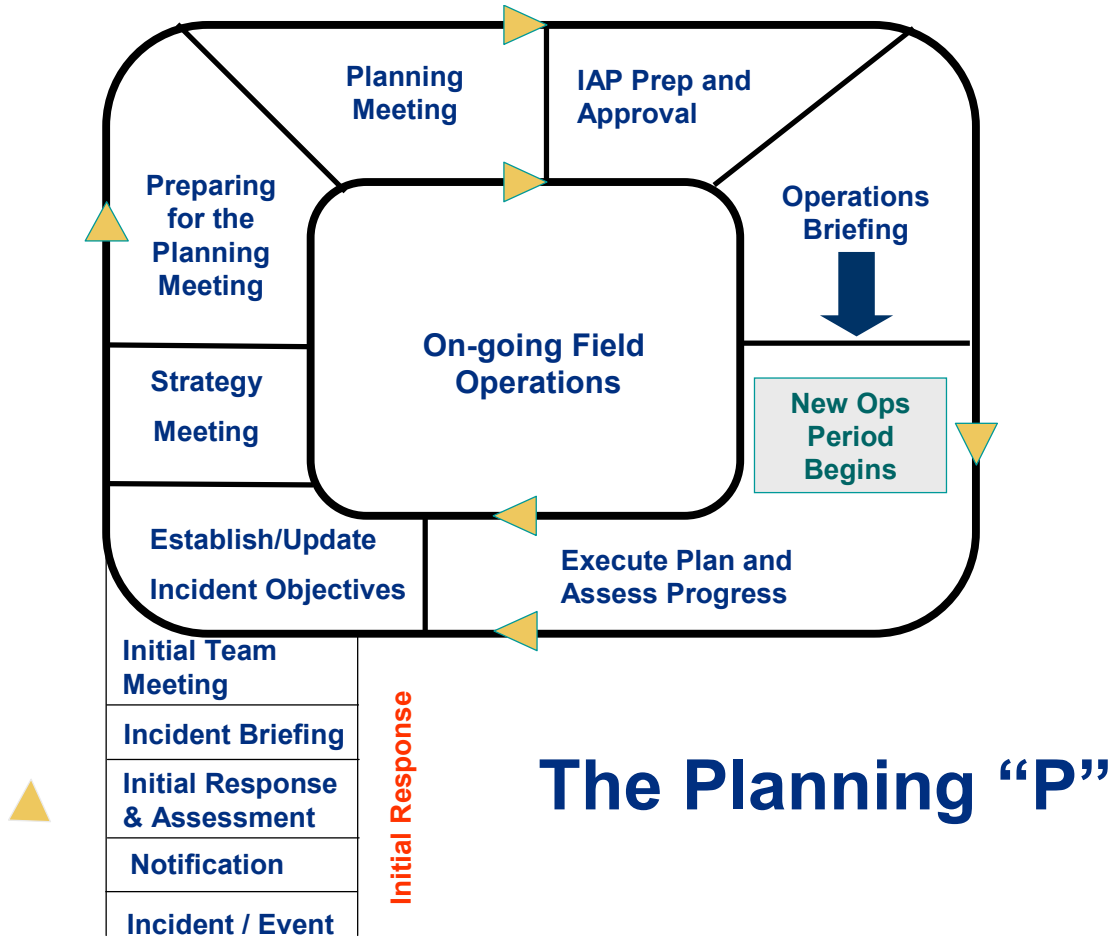 Planning
Meeting
IAP Prep and
Approval
Preparing
for the
Planning
Meeting
Operations
Briefing
On-going Field
Operations
Strategy
Meeting
New Ops
Period
Begins
Establish/Update
Incident Objectives
Execute Plan and
Assess Progress
Initial Team
Meeting
Incident Briefing
Initial Response
& Assessment
Notification
Incident / Event
Initial Response
The Planning “P”